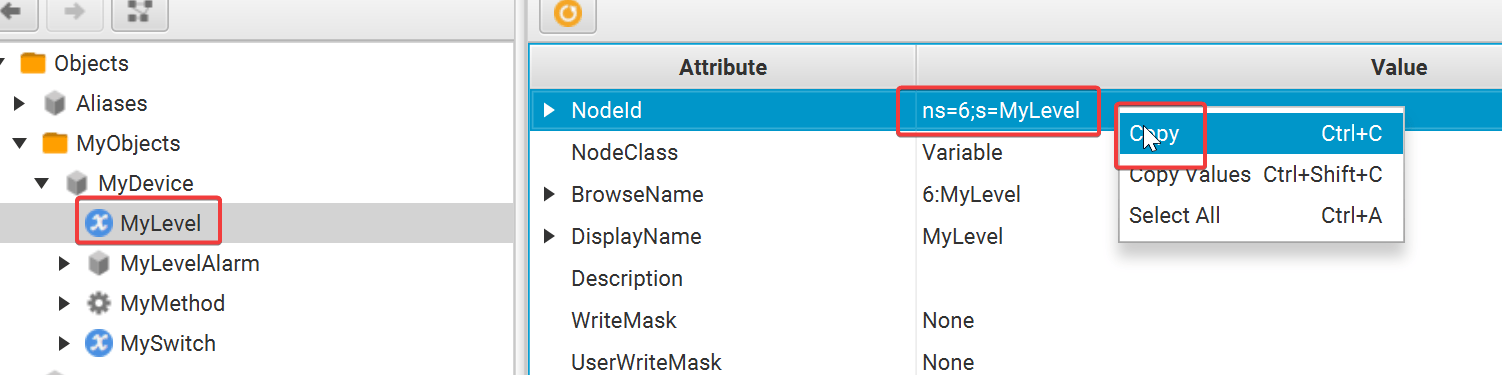 Objects
Aliases
MyObjects
MyDevice
MyLevel
MyLevelAlarm
MyMethod
MySwitch
Attribute Value
NodeId ns=6;s=MyLevel
NodeClass Variable
BrowseName 6:MyLevel
DisplayName MyLevel
Description
WriteMask None
UserWriteMask None
Copy Ctrl+C
Copy Values Ctrl+Shift+C
Select All Ctrl+A